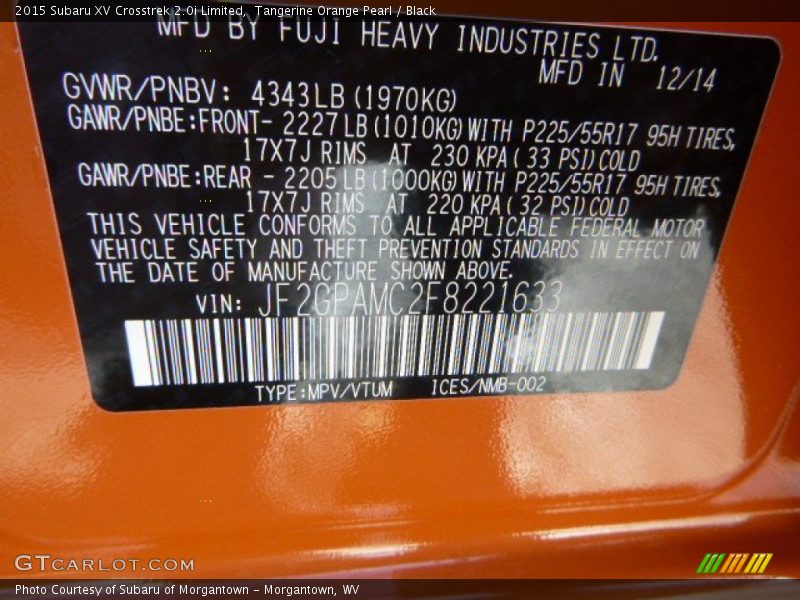 2015 Subaru XV Crosstrek 2.0i Limited,  Tangerine Orange Pearl / Black
MFD BY FUJI HEAVY INDUSTRIES LTD.
MFD IN 12/14
GVWR/PNBV: 4343LB (1970KG)
GAWR/PNBE:FRONT- 2227LB(1010KG)WITH P225/55R17 95H TIRES,
17X7J RIMS AT 230 KPA( 33 PSI)COLD
GAWR/PNBE:REAR - 2205LB(1000KG)WITH P225/55R17 95H TIRES,
17X7J RIMS AT 220 KPA( 32 PSI)COLD
THIS VEHICLE CONFORMS TO ALL APPLICABLE FEDERAL MOTOR
VEHICLE SAFETY AND THEFT PREVENTION STANDARDS IN EFFECT ON
THE DATE OF MANUFACTURE SHOWN ABOVE.
VIN: JF2GPAMC2F8221633
TYPE:MPV/VTUM ICES/NMB-002
GTCARLOT.COM
Photo Courtesy of Subaru of Morgantown - Morgantown, WV